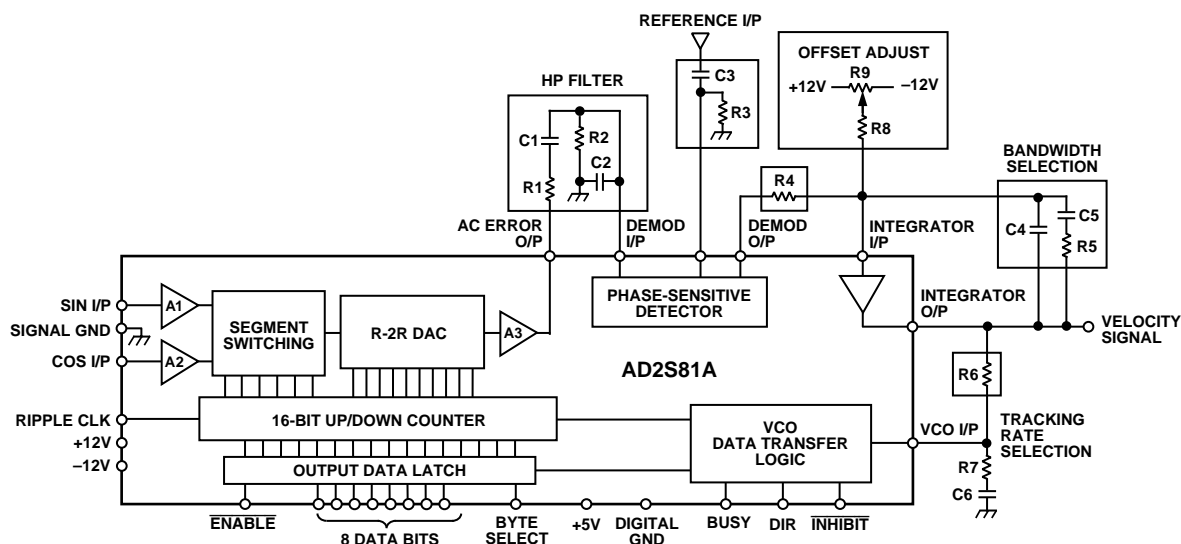 REFERENCE I/P
OFFSET ADJUST
R9
+12V
–12V
R8
HP FILTER
C3
R3
C1
R2
C2
R1
BANDWIDTH
SELECTION
R4
C5
C4
R5
AC ERROR
O/P
DEMOD
I/P
DEMOD
O/P
INTEGRATOR
I/P
SIN I/P
A1
SIGNAL GND
COS I/P
A2
SEGMENT
SWITCHING
R-2R DAC
A3
PHASE-SENSITIVE
DETECTOR
INTEGRATOR
O/P
VELOCITY
SIGNAL
AD2S81A
R6
RIPPLE CLK
16-BIT UP/DOWN COUNTER
VCO
DATA TRANSFER
LOGIC
VCO I/P
TRACKING
RATE
SELECTION
+12V
–12V
OUTPUT DATA LATCH
R7
C6
ENABLE
8 DATA BITS
BYTE
SELECT
+5V
DIGITAL
GND
BUSY
DIR
INHIBIT